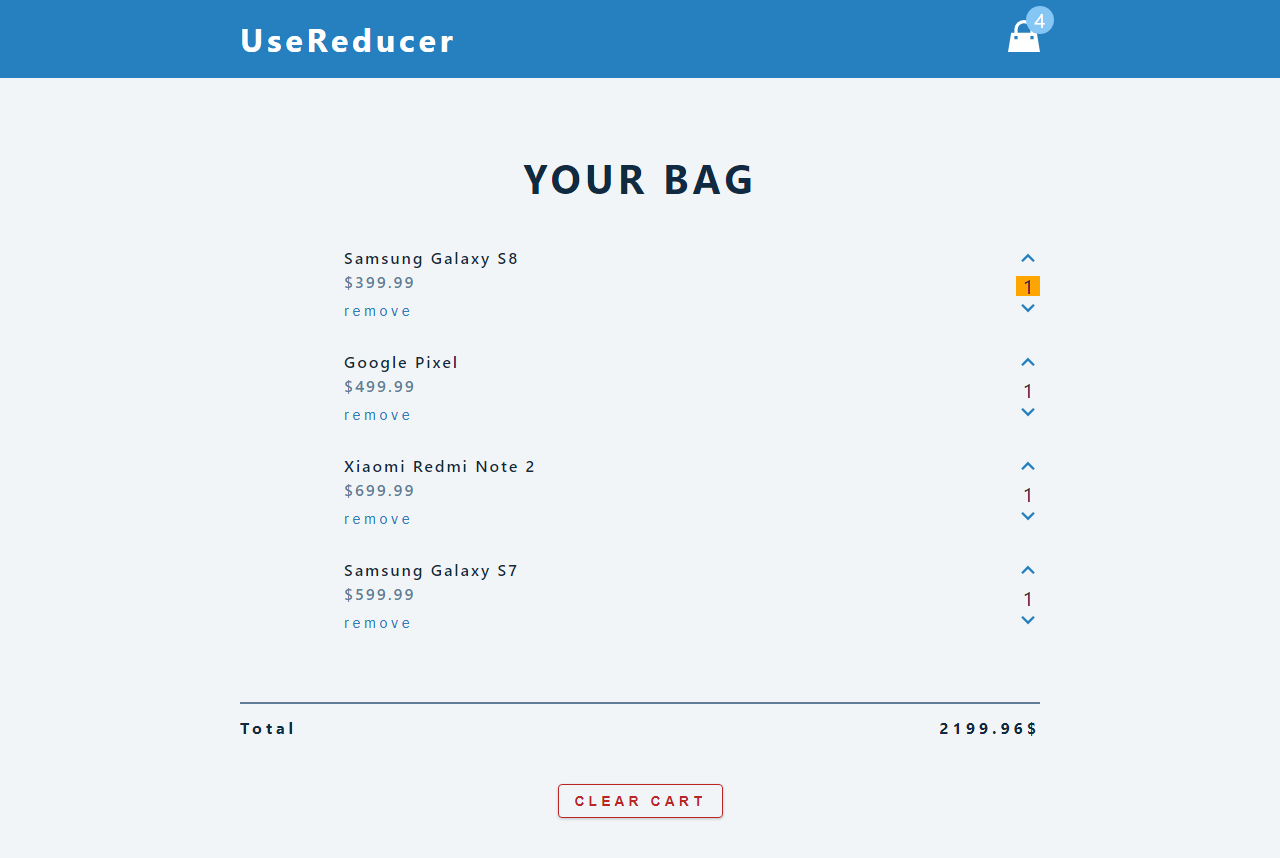 UseReducer
4
YOUR BAG
Samsung Galaxy S8
$399.99
remove
1
Google Pixel
$499.99
remove
1
Xiaomi Redmi Note 2
$699.99
remove
1
Samsung Galaxy S7
$599.99
remove
1
Total 2199.96$
CLEAR CART